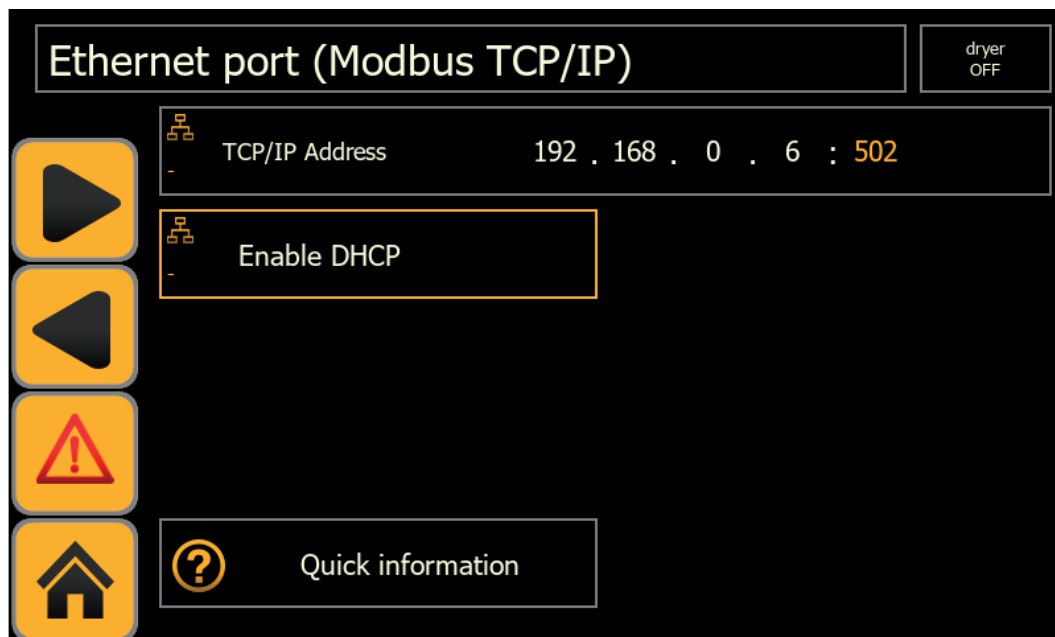 Ethernet port (Modbus TCP/IP)
dryer
OFF
TCP/IP Address 192 . 168 . 0 . 6 : 502
-
Enable DHCP
-
? Quick information